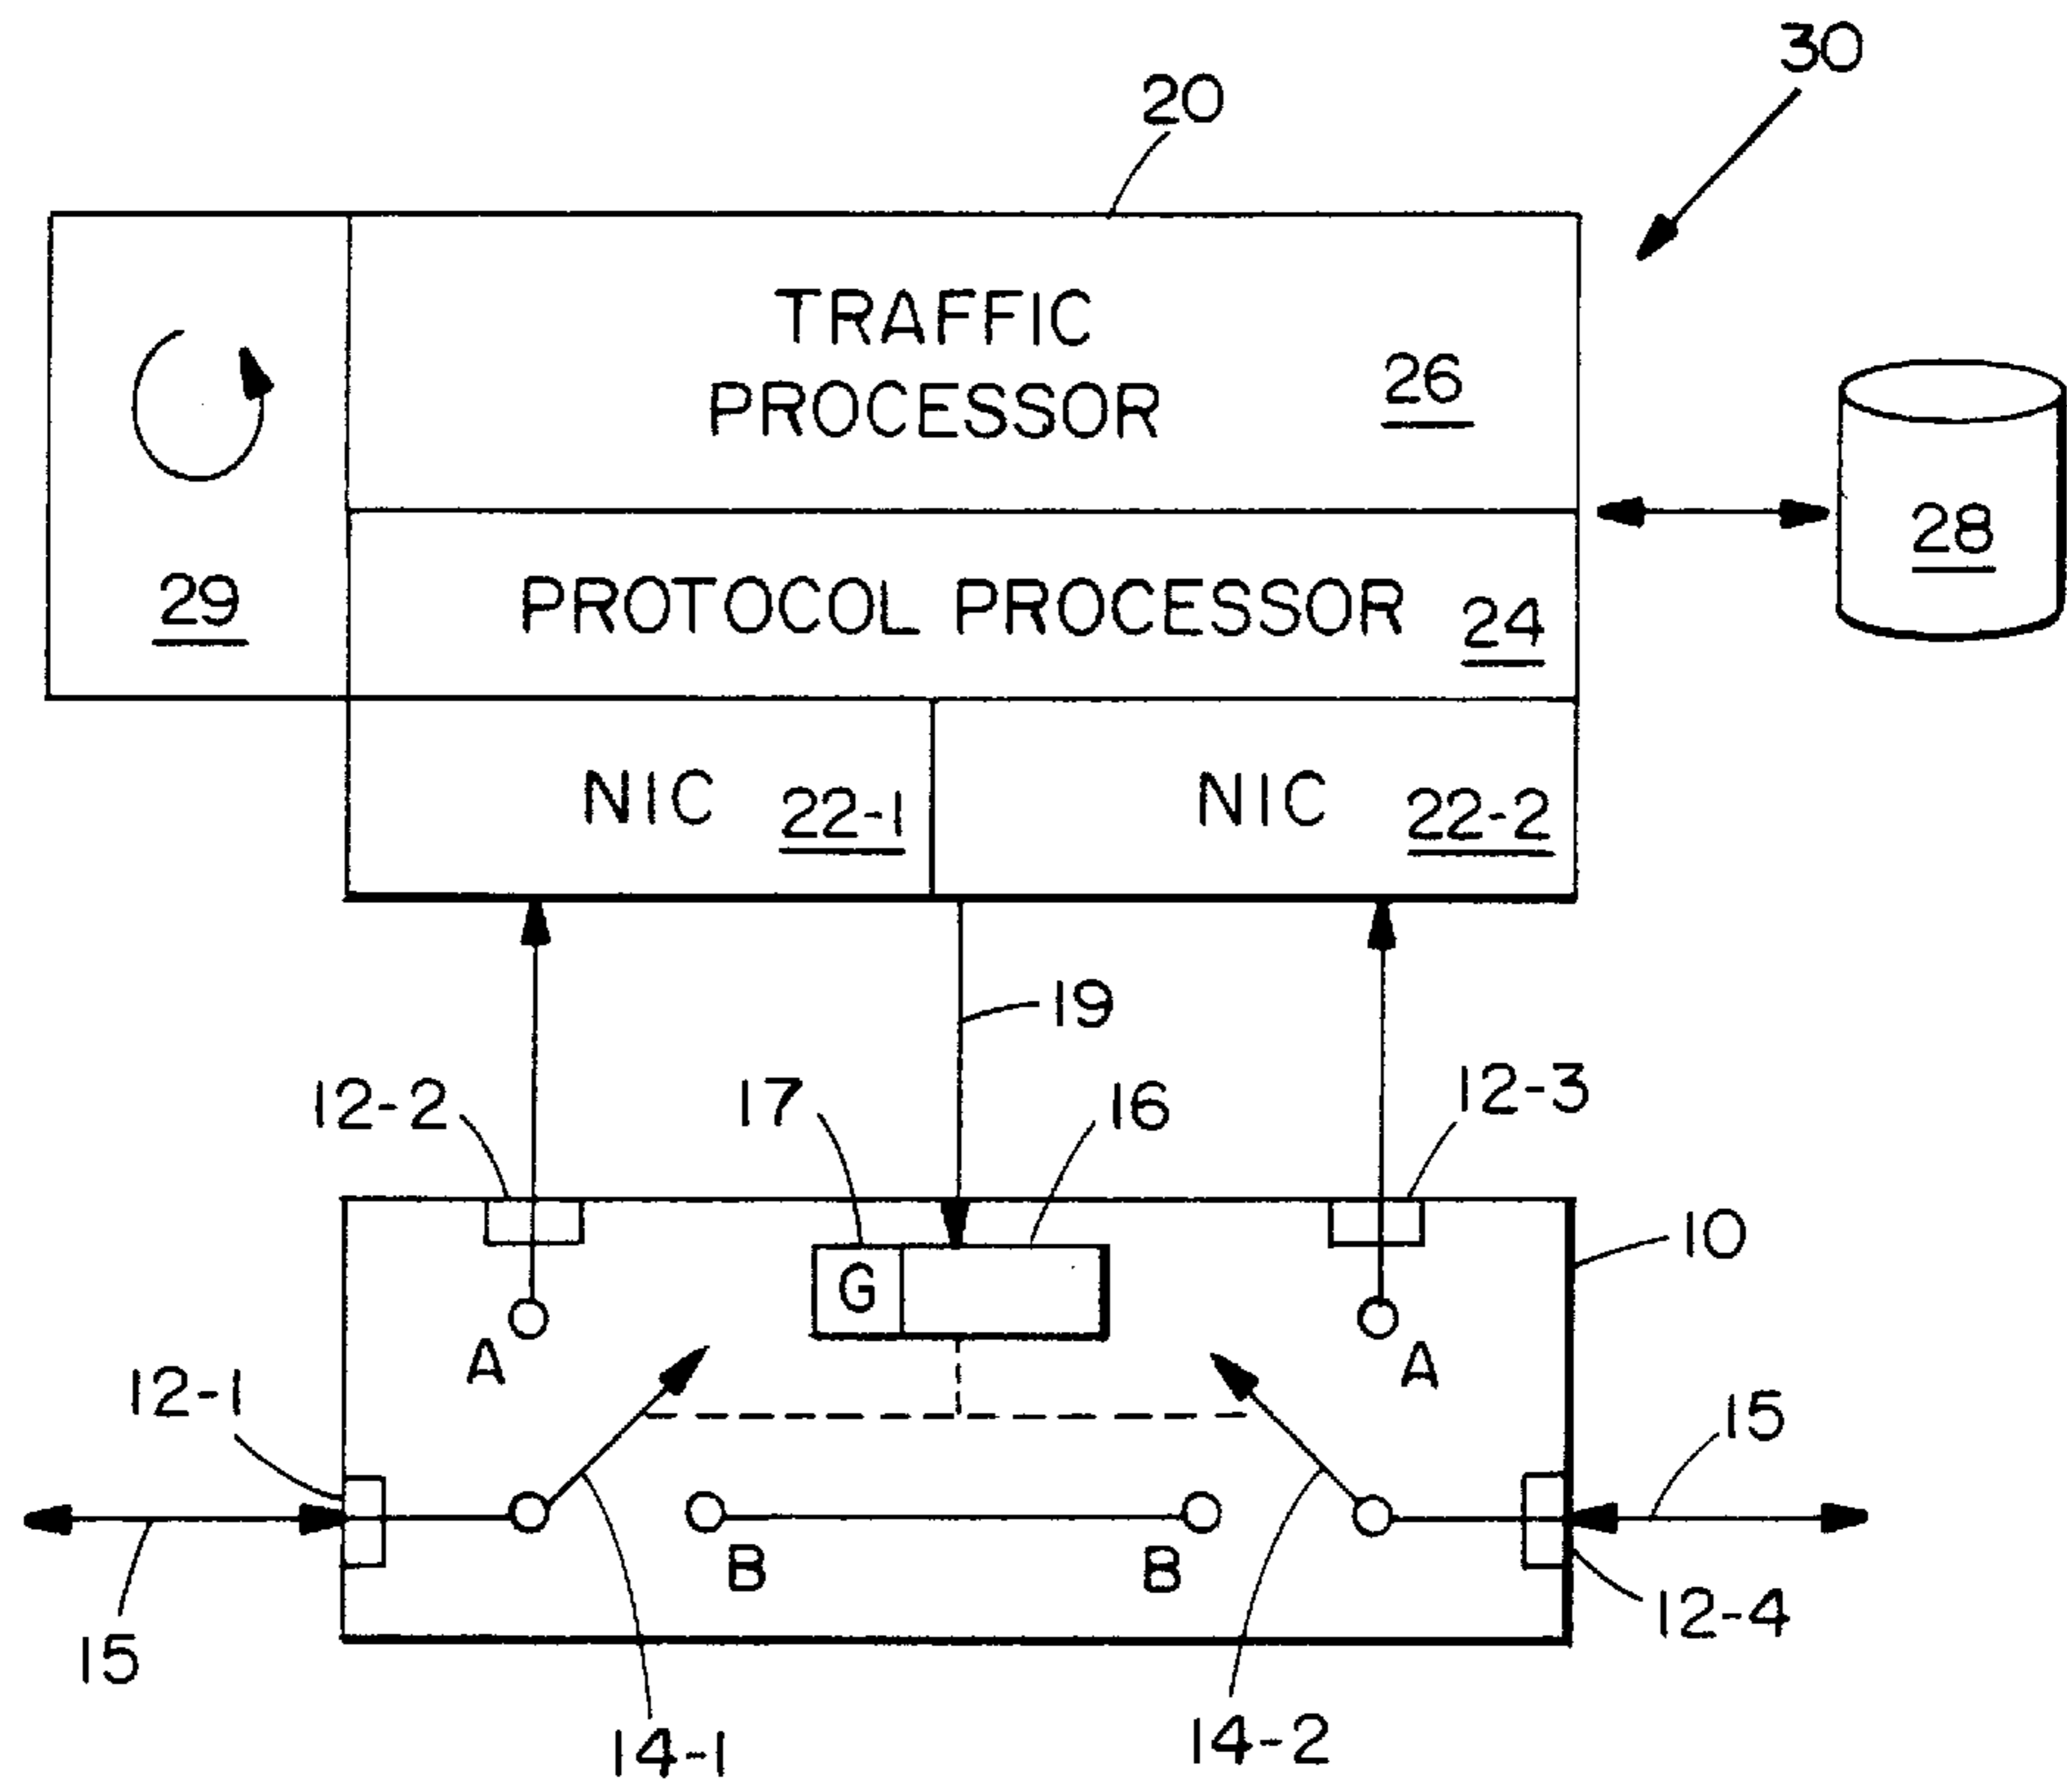 30
20
TRAFFIC
PROCESSOR
26
28
29
PROTOCOL PROCESSOR
24
NIC
22-1
NIC
22-2
19
12-2
17
16
12-3
10
G
A
A
12-1
15
B
B
12-4
15
14-1
14-2